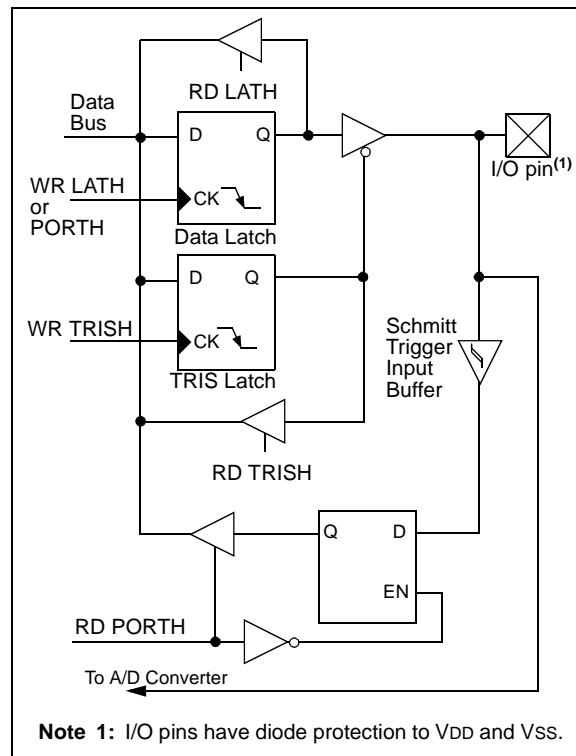 RD LATH
Data
Bus
D Q
I/O pin(1)
WR LATH
or
PORTH
CK
Data Latch
D Q
WR TRISH
CK
TRIS Latch
Schmitt
Trigger
Input
Buffer
RD TRISH
Q D
EN
RD PORTH
To A/D Converter
Note 1: I/O pins have diode protection to VDD and VSS.